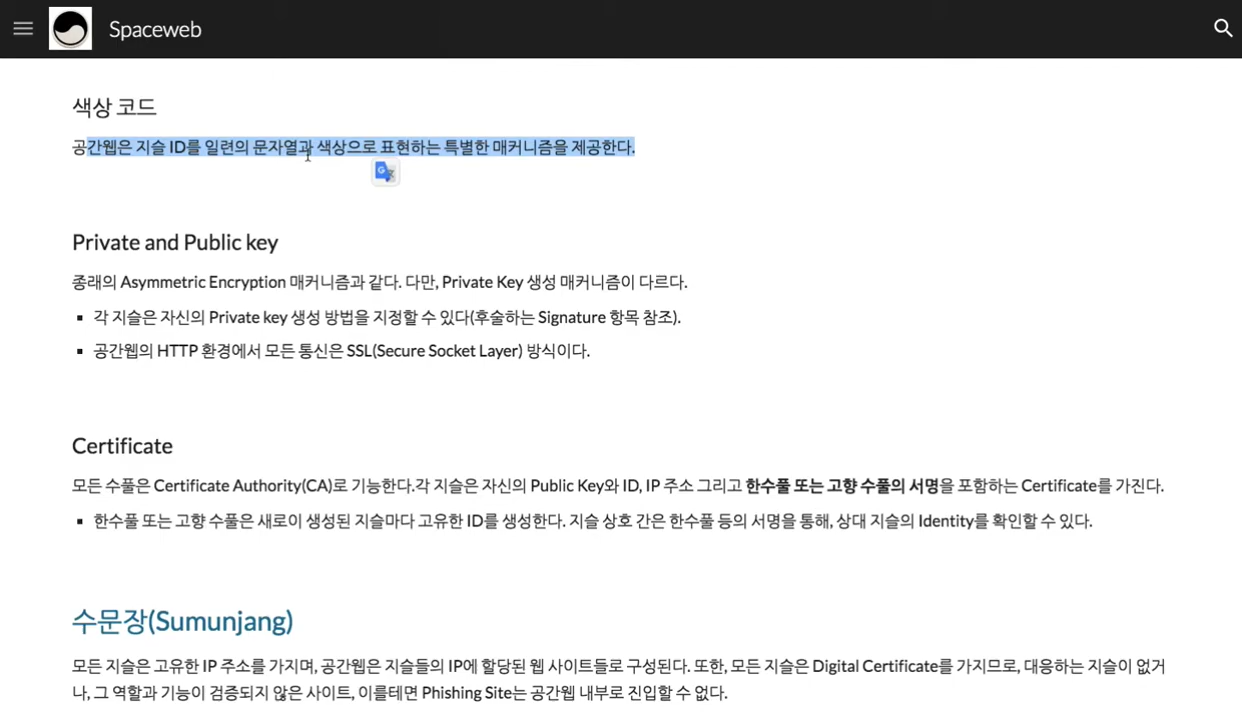 Spaceweb
색상 코드
공간웹은 지슬 ID를 일련의 문자열과 색상으로 표현하는 특별한 매커니즘을 제공한다.
Private and Public key
종래의 Asymmetric Encryption 매커니즘과 같다. 다만, Private Key 생성 매커니즘이 다르다.
▪ 각 지슬은 자신의 Private key 생성 방법을 지정할 수 있다(후술하는 Signature 항목 참조).
▪ 공간웹의 HTTP 환경에서 모든 통신은 SSL(Secure Socket Layer) 방식이다.
Certificate
모든 수풀은 Certificate Authority(CA)로 기능한다.각 지슬은 자신의 Public Key와 ID, IP 주소 그리고 한수풀 또는 고향 수풀의 서명을 포함하는 Certificate를 가진다.
▪ 한수풀 또는 고향 수풀은 새로이 생성된 지슬마다 고유한 ID를 생성한다. 지슬 상호 간은 한수풀 등의 서명을 통해, 상대 지슬의 Identity를 확인할 수 있다.
수문장(Sumunjang)
모든 지슬은 고유한 IP 주소를 가지며, 공간웹은 지슬들의 IP에 할당된 웹 사이트들로 구성된다. 또한, 모든 지슬은 Digital Certificate를 가지므로, 대응하는 지슬이 없거
나, 그 역할과 기능이 검증되지 않은 사이트, 이를테면 Phishing Site는 공간웹 내부로 진입할 수 없다.